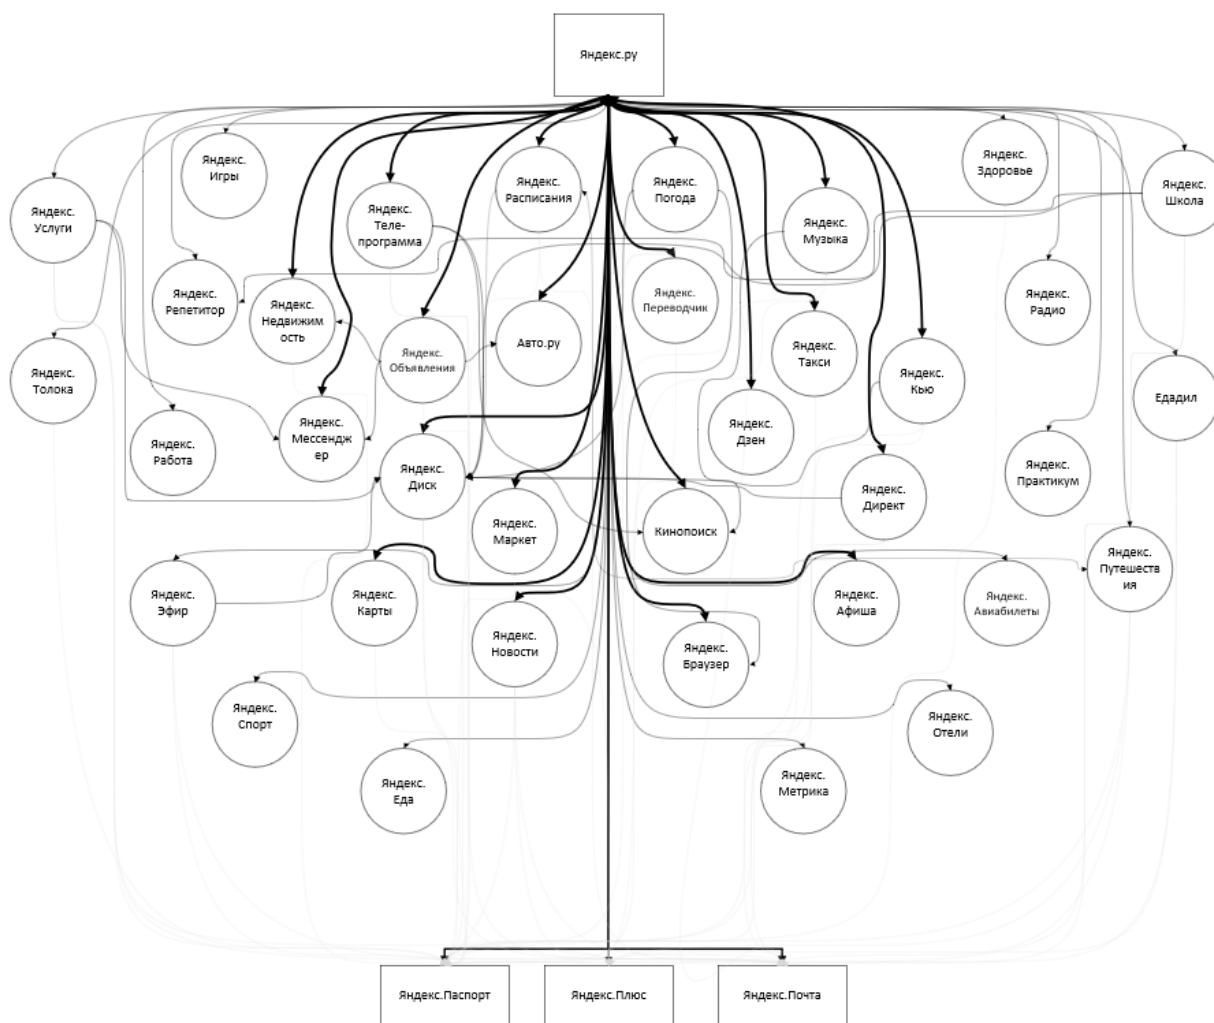 Яндекс.ру
Яндекс.
Игры
Яндекс.
Расписания
Яндекс.
Погода
Яндекс.
Здоровье
Яндекс.
Услуги
Яндекс.
Теле-
программа
Яндекс.
Музыка
Яндекс.
Школа
Яндекс.
Репетитор
Яндекс.
Недвижим
ость
Яндекс.
Переводчик
Яндекс.
Радио
Яндекс.
Толока
Яндекс.
Объявления
Авто.ру
Яндекс.
Такси
Яндекс.
Кью
Едадил
Яндекс.
Работа
Яндекс.
Мессендж
ер
Яндекс.
Дзен
Яндекс.
Диск
Яндекс.
Практикум
Яндекс.
Маркет
Кинопоиск
Яндекс.
Директ
Яндекс.
Путешеств
ия
Яндекс.
Эфир
Яндекс.
Карты
Яндекс.
Афиша
Яндекс.
Авиабилеты
Яндекс.
Новости
Яндекс.
Браузер
Яндекс.
Спорт
Яндекс.
Отели
Яндекс.
Еда
Яндекс.
Метрика
Яндекс.Паспорт
Яндекс.Плюс
Яндекс.Почта